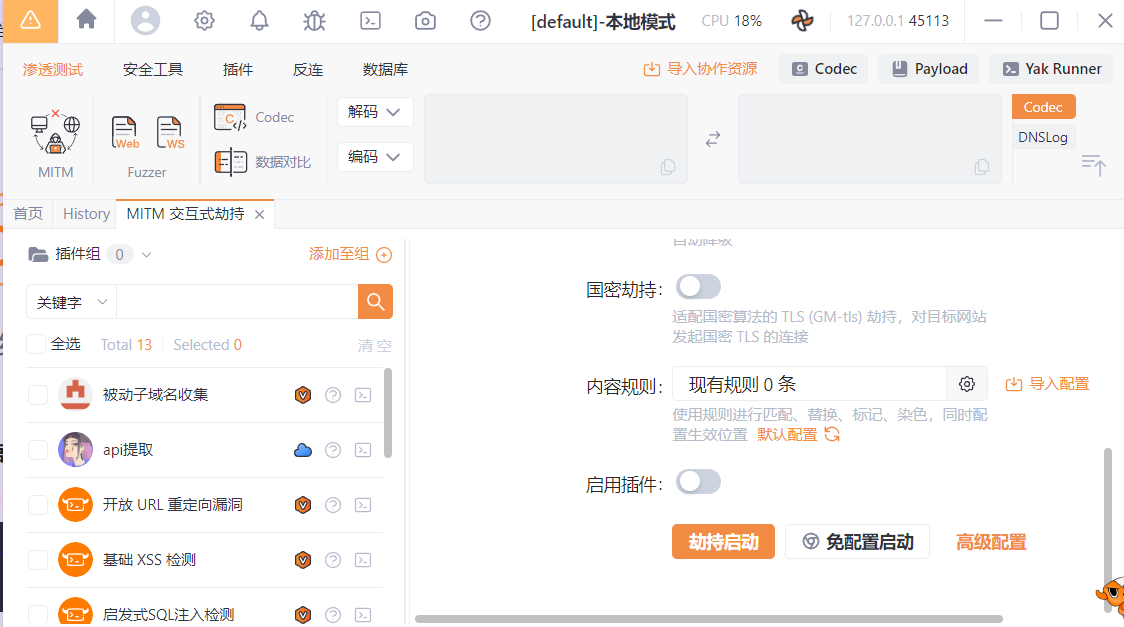 [default]-本地模式
CPU 18%
127.0.0.1 45113
渗透测试 安全工具 插件 反连 数据库
导入协作资源
Codec
Payload
Yak Runner
MITM
Web
WS
Fuzzer
Codec
数据对比
解码
编码
Codec
DNSLog
首页
History
MITM 交互式劫持
插件组 0
添加至组
关键字
全选
Total 13
Selected 0
清 空
被动子域名收集
api提取
开放 URL 重定向漏洞
基础 XSS 检测
启发式SQL注入检测
自动降级
国密劫持:
适配国密算法的 TLS (GM-tls) 劫持，对目标网站
发起国密 TLS 的连接
内容规则:
现有规则 0 条
导入配置
使用规则进行匹配、替换、标记、染色，同时配
置生效位置 默认配置
启用插件:
劫持启动
免配置启动
高级配置